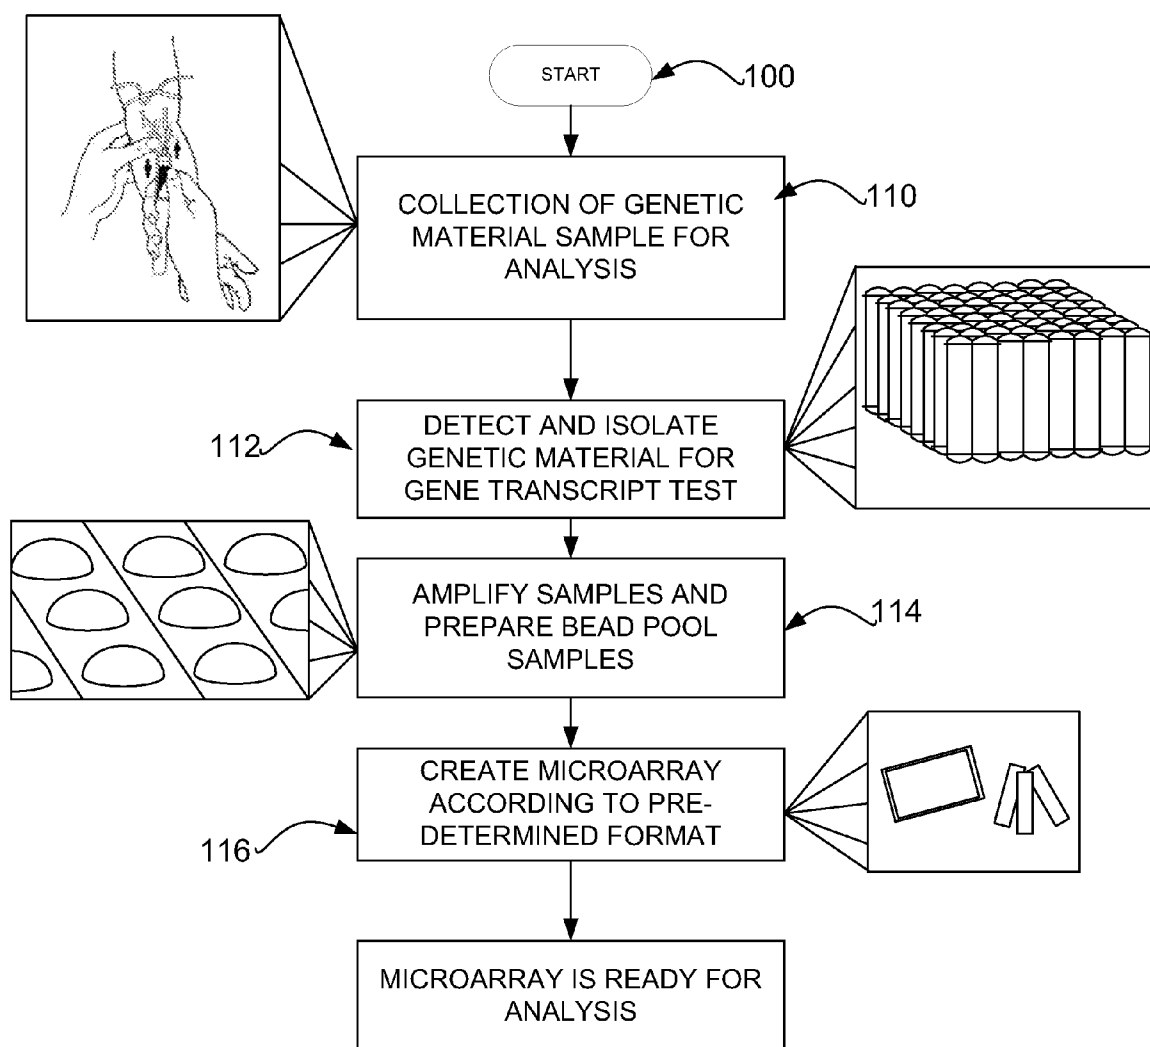 START
100
COLLECTION OF GENETIC
MATERIAL SAMPLE FOR
ANALYSIS
110
DETECT AND ISOLATE
GENETIC MATERIAL FOR
GENE TRANSCRIPT TEST
112
AMPLIFY SAMPLES AND
PREPARE BEAD POOL
SAMPLES
114
CREATE MICROARRAY
ACCORDING TO PRE-
DETERMINED FORMAT
116
MICROARRAY IS READY FOR
ANALYSIS